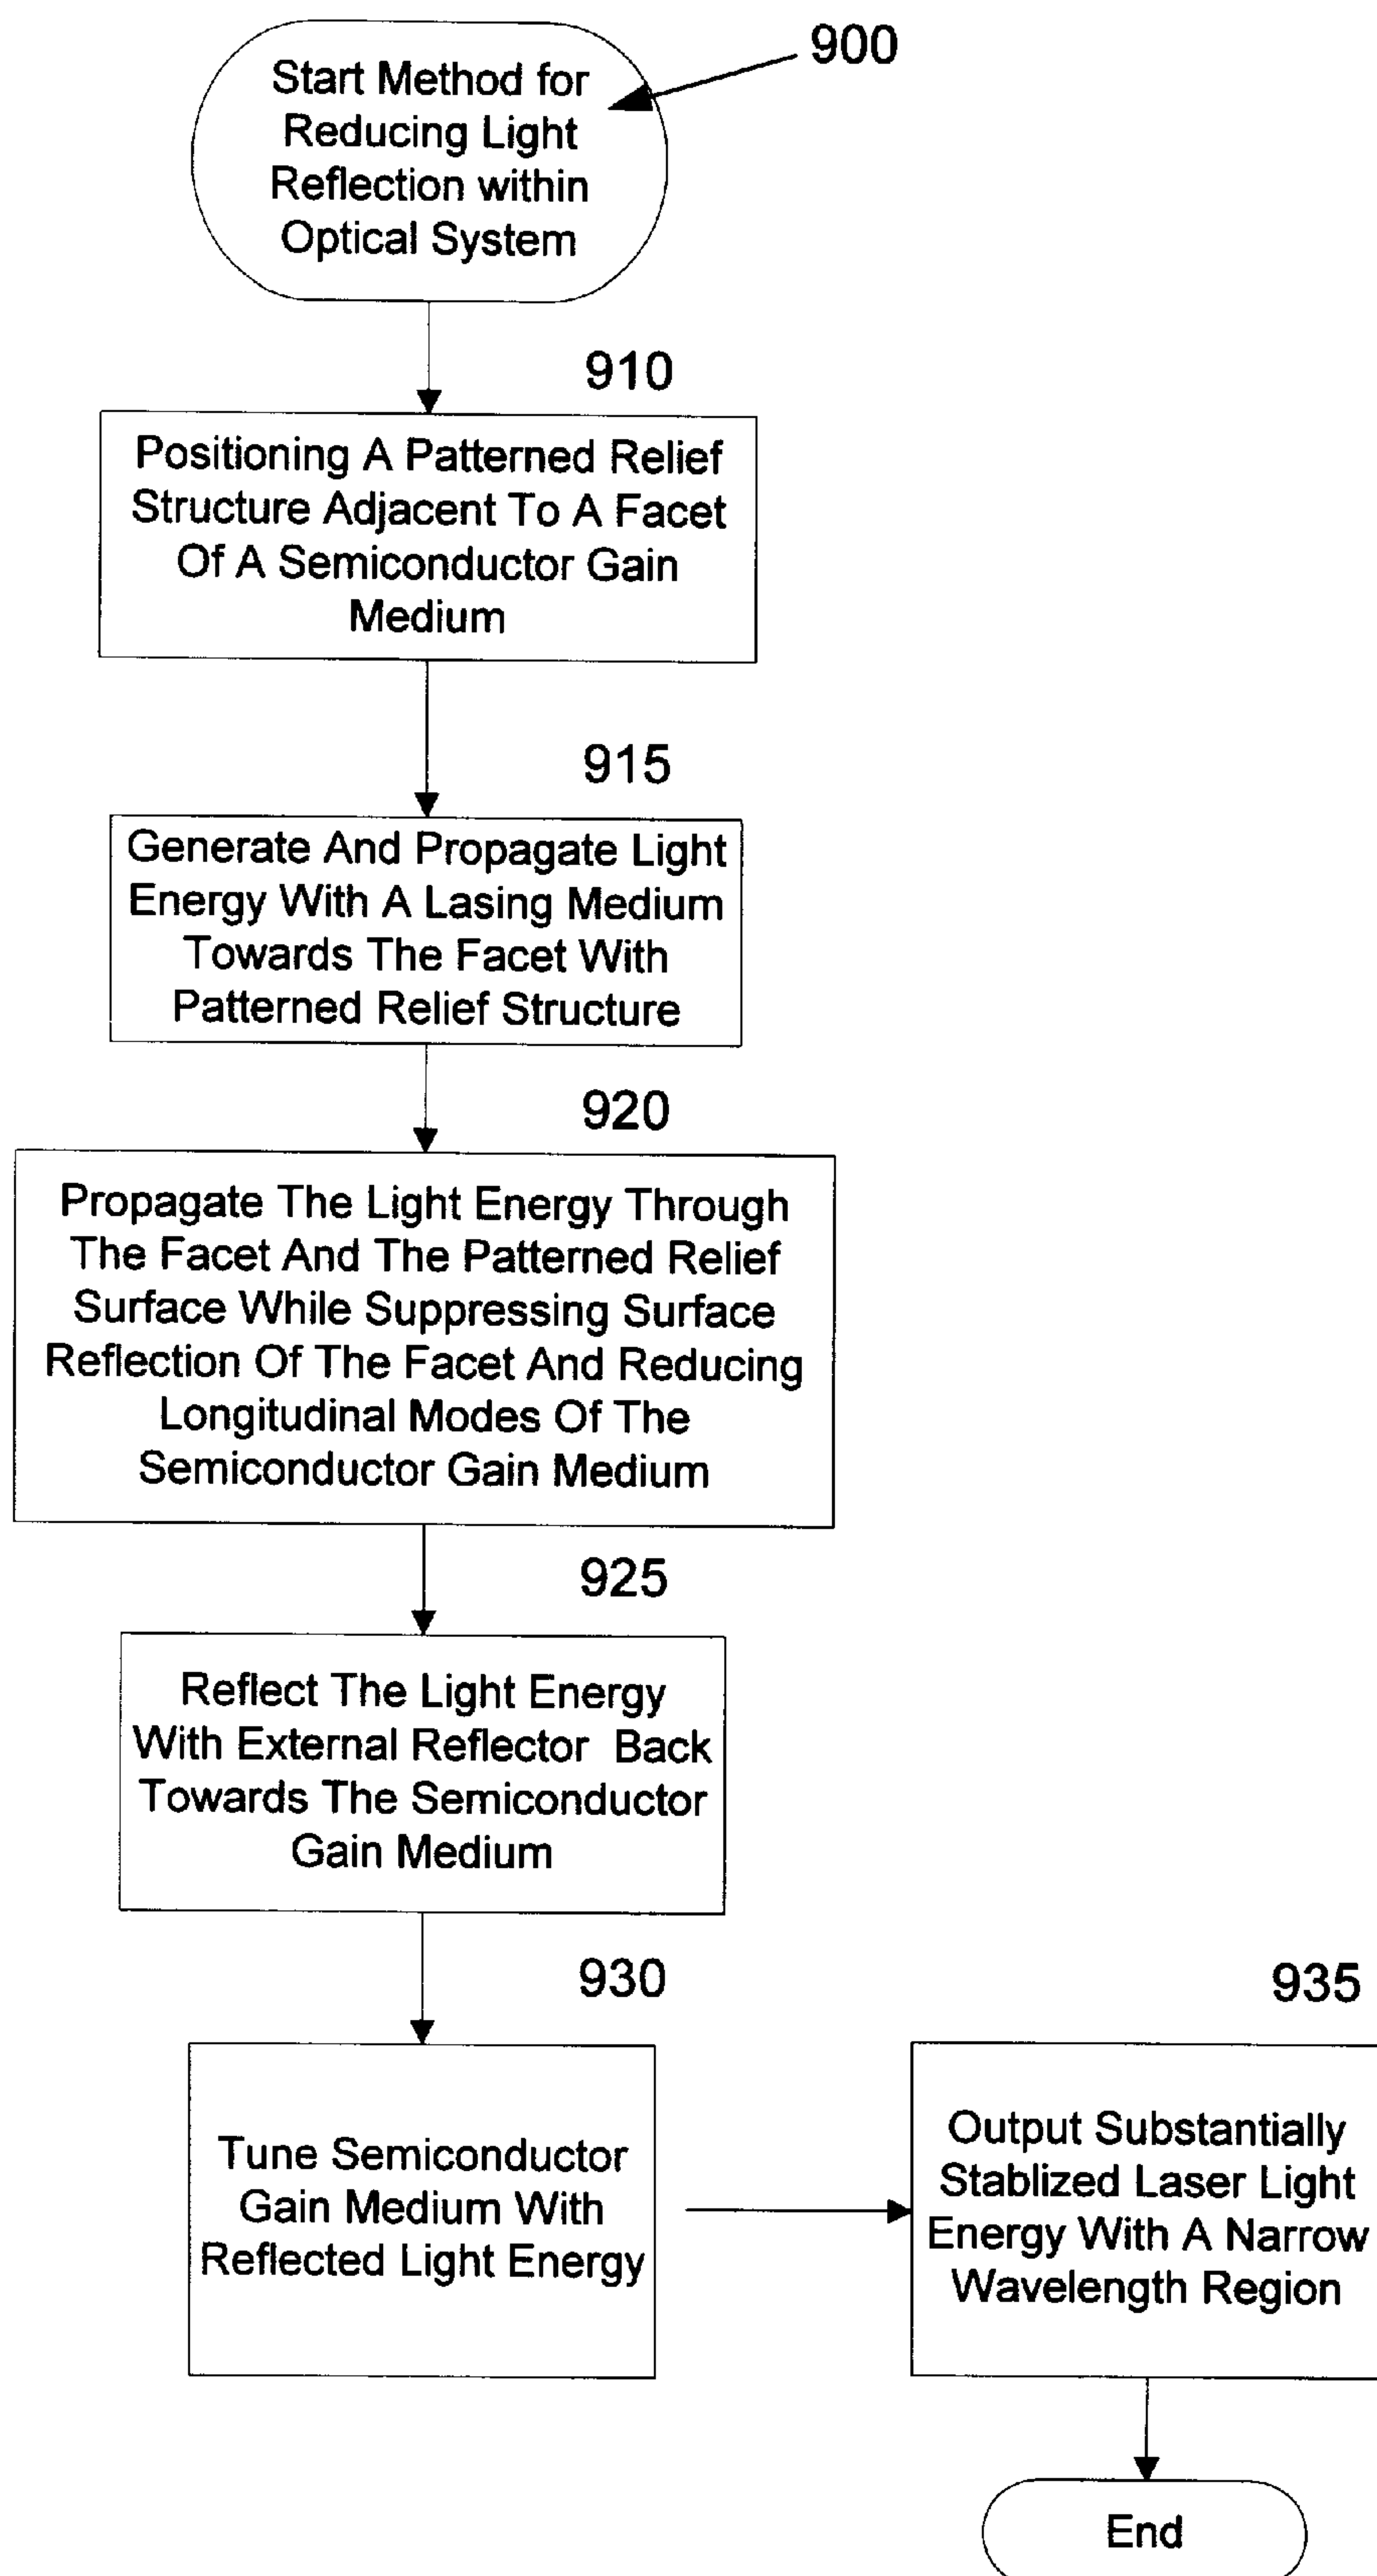 900
Start Method for
Reducing Light
Reflection within
Optical System
910
Positioning A Patterned Relief
Structure Adjacent To A Facet
Of A Semiconductor Gain
Medium
915
Generate And Propagate Light
Energy With A Lasing Medium
Towards The Facet With
Patterned Relief Structure
920
Propagate The Light Energy Through
The Facet And The Patterned Relief
Surface While Suppressing Surface
Reflection Of The Facet And Reducing
Longitudinal Modes Of The
Semiconductor Gain Medium
925
Reflect The Light Energy
With External Reflector Back
Towards The Semiconductor
Gain Medium
930
Tune Semiconductor
Gain Medium With
Reflected Light Energy
935
Output Substantially
Stablized Laser Light
Energy With A Narrow
Wavelength Region
End